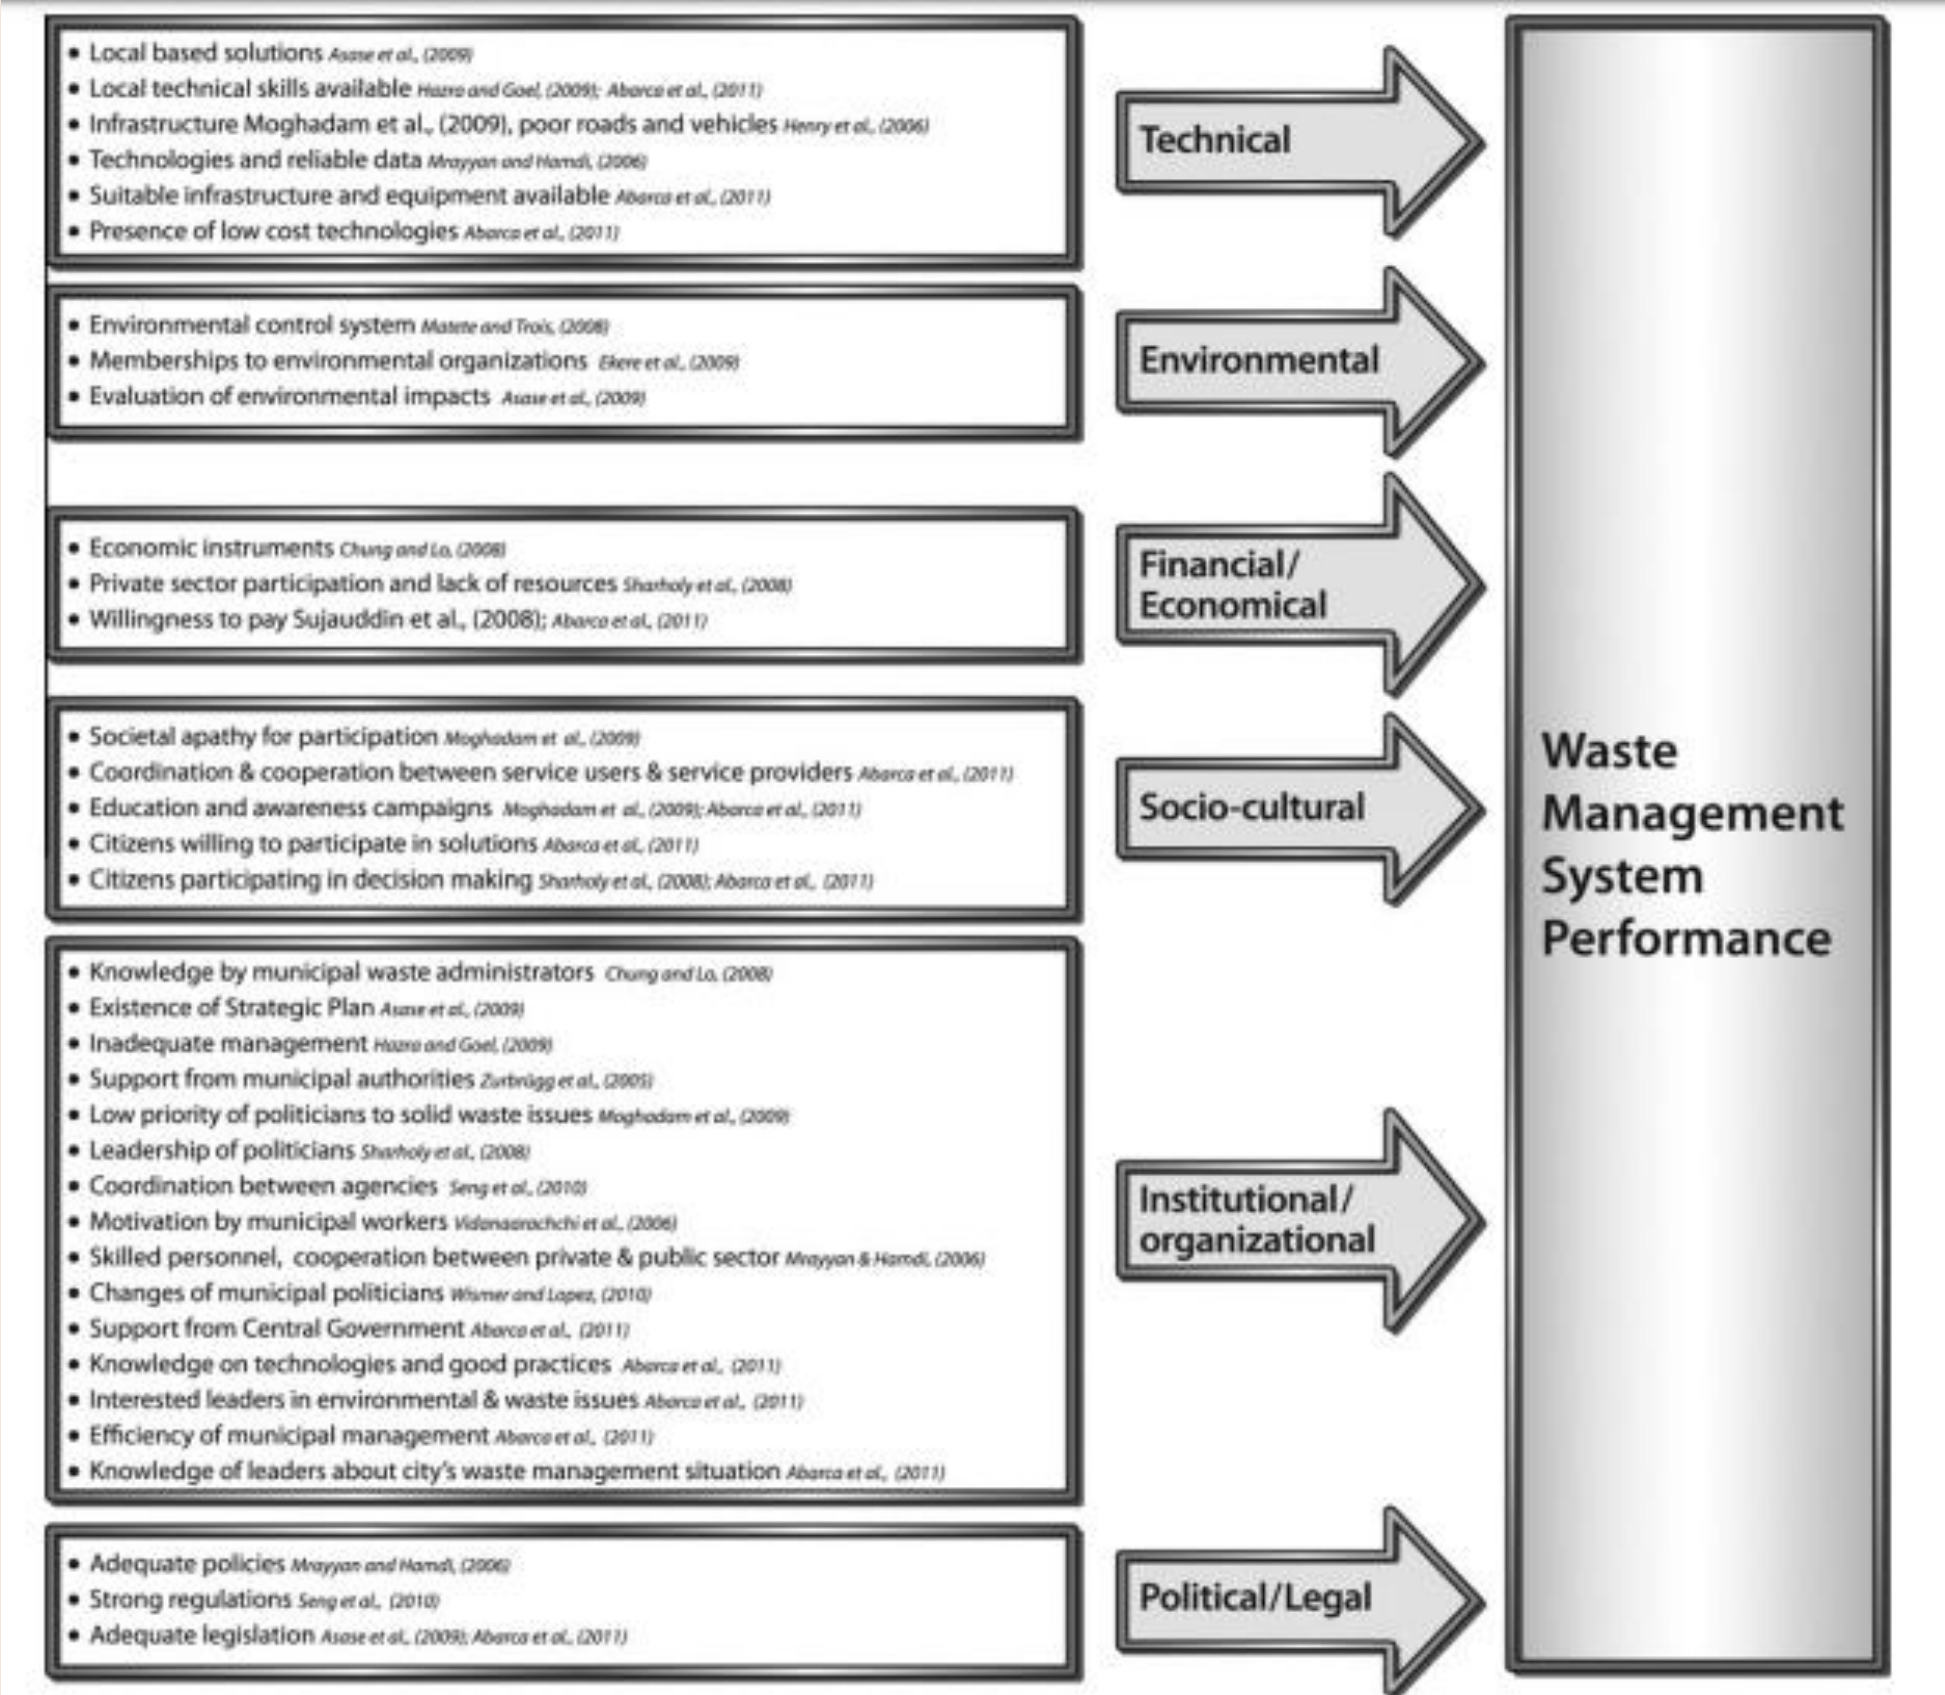 • Local based solutions Asase et al., (2009)
• Local technical skills available Hazra and Goel, (2009); Abarca et al., (2011)
• Infrastructure Moghadam et al., (2009), poor roads and vehicles Henry et al., (2006)
• Technologies and reliable data Mrayyan and Hamdi, (2006)
• Suitable infrastructure and equipment available Abarca et al., (2011)
• Presence of low cost technologies Abarca et al., (2011)
Technical
• Environmental control system Matete and Trois, (2008)
• Memberships to environmental organizations Ekere et al., (2009)
• Evaluation of environmental impacts Asase et al., (2009)
Environmental
• Economic instruments Chung and Lo, (2008)
• Private sector participation and lack of resources Sharholy et al., (2008)
• Willingness to pay Sujauddin et al., (2008); Abarca et al., (2011)
Financial/
Economical
• Societal apathy for participation Moghadam et al., (2009)
• Coordination & cooperation between service users & service providers Abarca et al., (2011)
• Education and awareness campaigns Moghadam et al., (2009); Abarca et al., (2011)
• Citizens willing to participate in solutions Abarca et al., (2011)
• Citizens participating in decision making Sharholy et al., (2008); Abarca et al., (2011)
Socio-cultural
• Knowledge by municipal waste administrators Chung and Lo, (2008)
• Existence of Strategic Plan Asase et al., (2009)
• Inadequate management Hazra and Goel, (2009)
• Support from municipal authorities Zurbrügg et al., (2005)
• Low priority of politicians to solid waste issues Moghadam et al., (2009)
• Leadership of politicians Sharholy et al., (2008)
• Coordination between agencies Seng et al., (2010)
• Motivation by municipal workers Vidanaarachchi et al., (2006)
• Skilled personnel, cooperation between private & public sector Mrayyan & Hamdi, (2006)
• Changes of municipal politicians Wismer and Lopez, (2010)
• Support from Central Government Abarca et al., (2011)
• Knowledge on technologies and good practices Abarca et al., (2011)
• Interested leaders in environmental & waste issues Abarca et al., (2011)
• Efficiency of municipal management Abarca et al., (2011)
• Knowledge of leaders about city's waste management situation Abarca et al., (2011)
Institutional/
organizational
• Adequate policies Mrayyan and Hamdi, (2006)
• Strong regulations Seng et al., (2010)
• Adequate legislation Asase et al., (2009); Abarca et al., (2011)
Political/Legal
Waste
Management
System
Performance